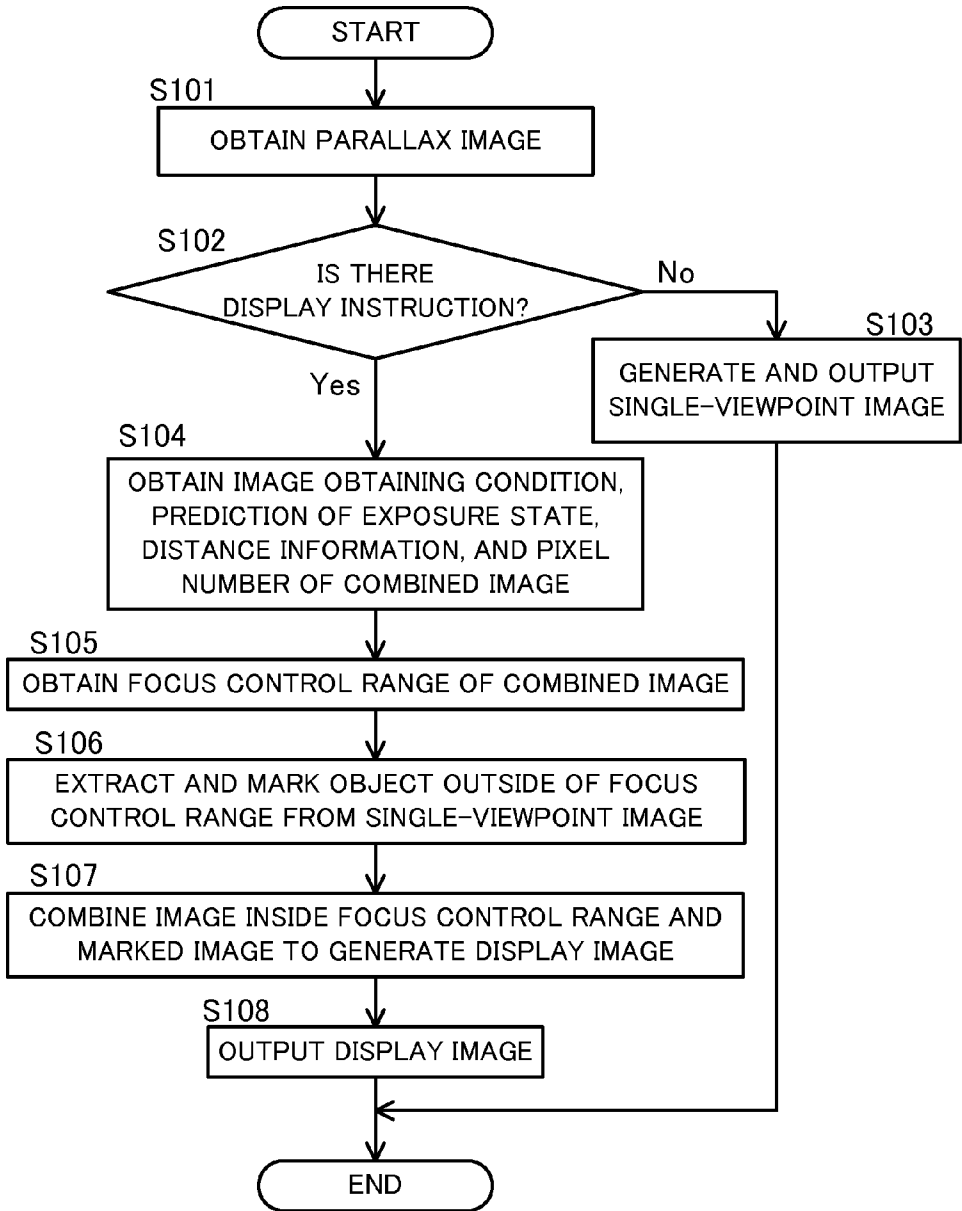 START
S101
OBTAIN PARALLAX IMAGE
S102
IS THERE
DISPLAY INSTRUCTION?
No
S103
GENERATE AND OUTPUT
SINGLE-VIEWPOINT IMAGE
Yes
S104
OBTAIN IMAGE OBTAINING CONDITION,
PREDICTION OF EXPOSURE STATE,
DISTANCE INFORMATION, AND PIXEL
NUMBER OF COMBINED IMAGE
S105
OBTAIN FOCUS CONTROL RANGE OF COMBINED IMAGE
S106
EXTRACT AND MARK OBJECT OUTSIDE OF FOCUS
CONTROL RANGE FROM SINGLE-VIEWPOINT IMAGE
S107
COMBINE IMAGE INSIDE FOCUS CONTROL RANGE AND
MARKED IMAGE TO GENERATE DISPLAY IMAGE
S108
OUTPUT DISPLAY IMAGE
END